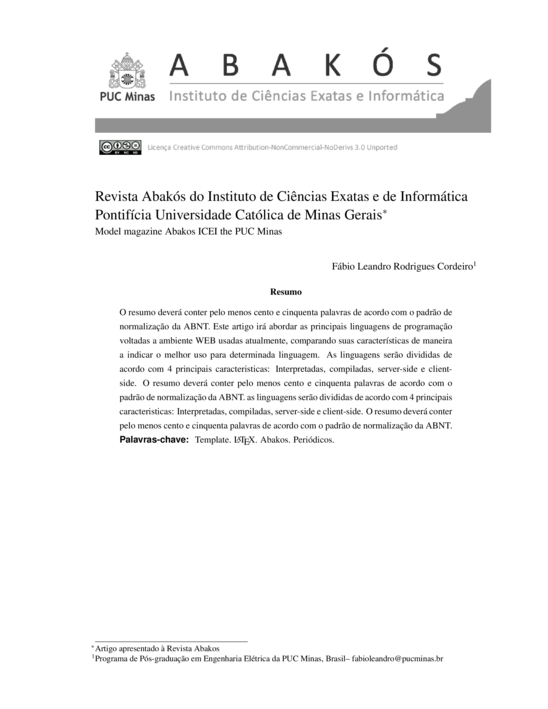 A B A K Ó S
PUC Minas
Instituto de Ciências Exatas e Informática
cc BY NC ND
Licença Creative Commons Attribution-NonCommercial-NoDerivs 3.0 Unported
Revista Abakós do Instituto de Ciências Exatas e de Informática
Pontifícia Universidade Católica de Minas Gerais*
Model magazine Abakos ICEI the PUC Minas
Fábio Leandro Rodrigues Cordeiro1
Resumo
O resumo deverá conter pelo menos cento e cinquenta palavras de acordo com o padrão de
normalização da ABNT. Este artigo irá abordar as principais linguagens de programação
voltadas a ambiente WEB usadas atualmente, comparando suas características de maneira
a indicar o melhor uso para determinada linguagem. As linguagens serão divididas de
acordo com 4 principais caracteristicas: Interpretadas, compiladas, server-side e client-
side. O resumo deverá conter pelo menos cento e cinquenta palavras de acordo com o
padrão de normalização da ABNT. as linguagens serão divididas de acordo com 4 principais
caracteristicas: Interpretadas, compiladas, server-side e client-side. O resumo deverá conter
pelo menos cento e cinquenta palavras de acordo com o padrão de normalização da ABNT.
Palavras-chave: Template. LATEX. Abakos. Periódicos.
*Artigo apresentado à Revista Abakos
1Programa de Pós-graduação em Engenharia Elétrica da PUC Minas, Brasil– fabioleandro@pucminas.br